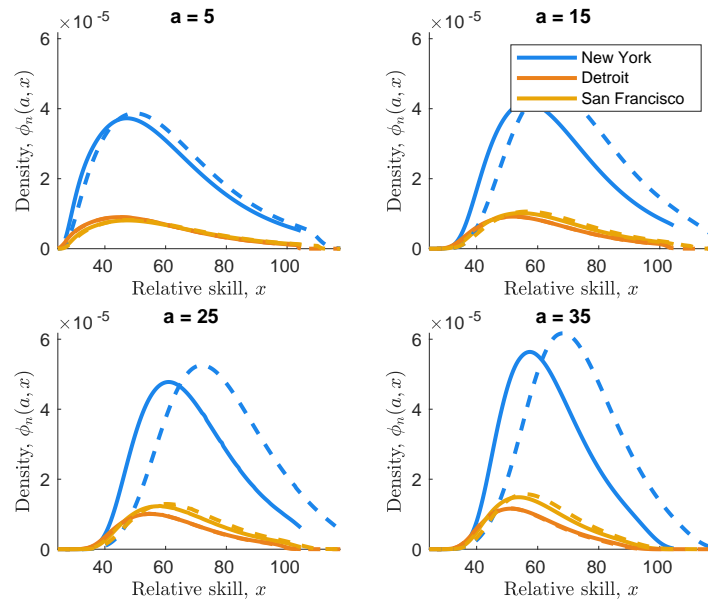 ×10⁻⁵
a = 5
6
4
2
0
40 60 80 100
Density, ϕₙ(a, x)
Relative skill, x
×10⁻⁵
a = 15
6
4
2
0
40 60 80 100
Density, ϕₙ(a, x)
Relative skill, x
New York
Detroit
San Francisco
×10⁻⁵
a = 25
6
4
2
0
40 60 80 100
Density, ϕₙ(a, x)
Relative skill, x
×10⁻⁵
a = 35
6
4
2
0
40 60 80 100
Density, ϕₙ(a, x)
Relative skill, x